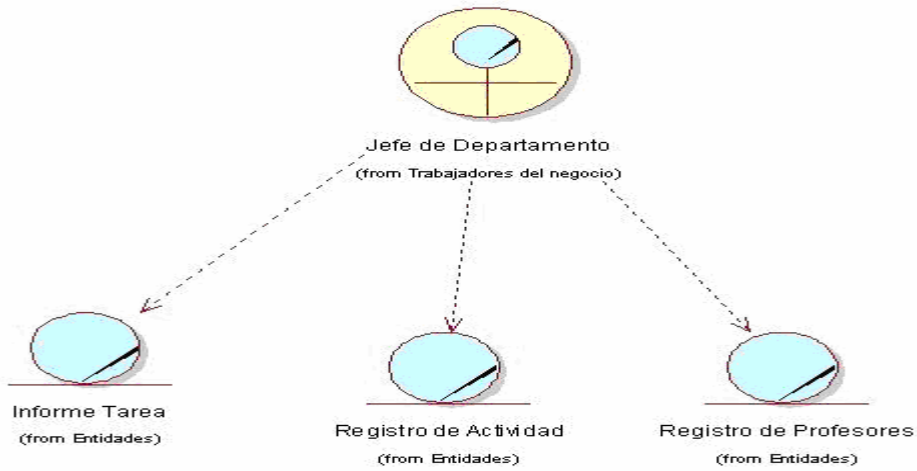 Jefe de Departamento
(from Trabajadores del negocio)
Informe Tarea
(from Entidades)
Registro de Actividad
(from Entidades)
Registro de Profesores
(from Entidades)